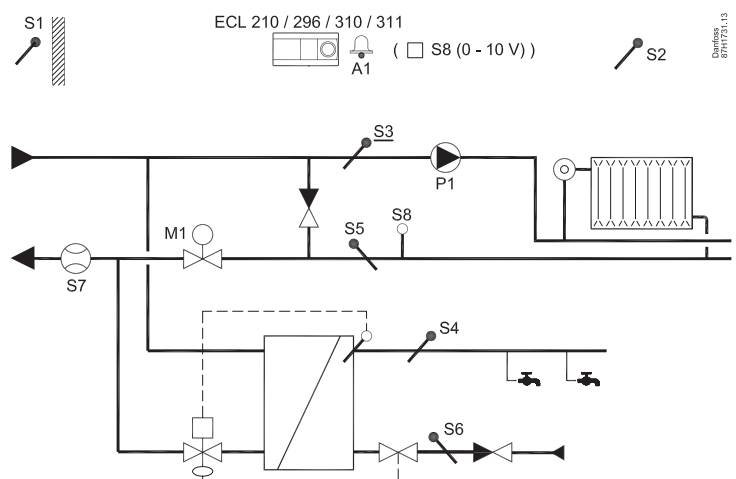 S1
ECL 210 / 296 / 310 / 311
A1
( □ S8 (0 - 10 V) )
S2
Danfoss
87H1731.13
S3
P1
M1
S5
S8
S7
S4
S6